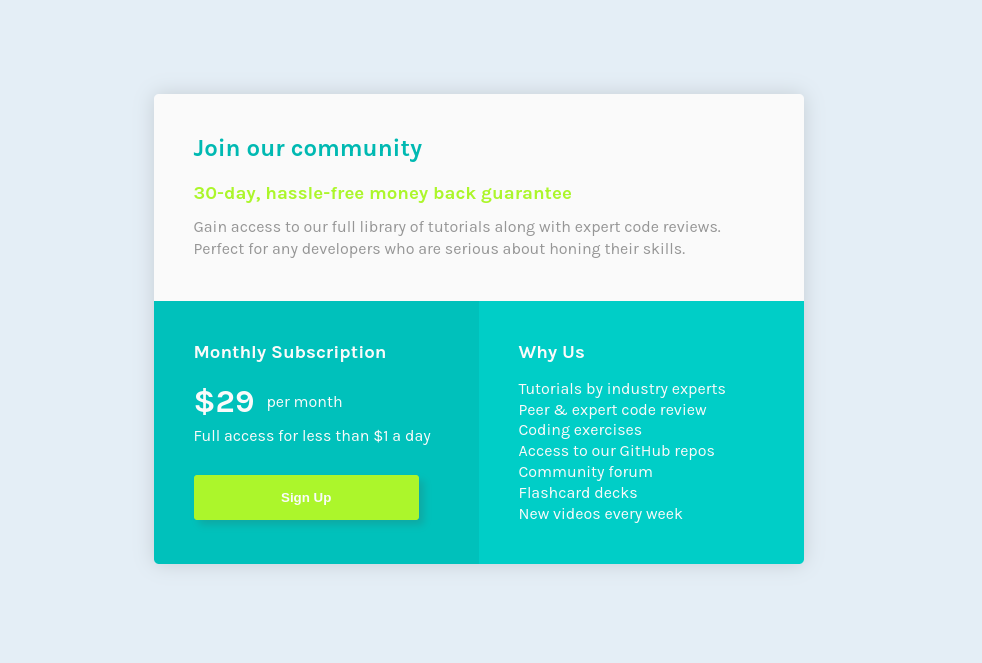 Join our community
30-day, hassle-free money back guarantee
Gain access to our full library of tutorials along with expert code reviews.
Perfect for any developers who are serious about honing their skills.
Monthly Subscription
$29 per month
Full access for less than $1 a day
Sign Up
Why Us
Tutorials by industry experts
Peer & expert code review
Coding exercises
Access to our GitHub repos
Community forum
Flashcard decks
New videos every week